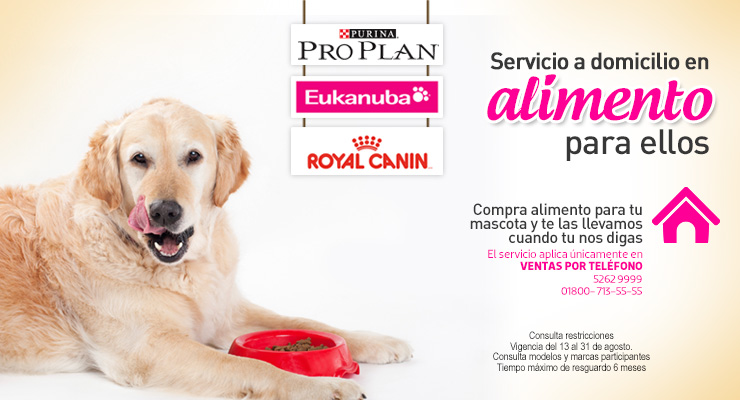 PURINA
PRO PLAN
Eukanuba
ROYAL CANIN
Servicio a domicilio en
alimento
para ellos
Compra alimento para tu
mascota y te las llevamos
cuando tu nos digas
El servicio aplica únicamente en
VENTAS POR TELÉFONO
5262 9999
01800-713-55-55
Consulta restricciones
Vigencia del 13 al 31 de agosto.
Consulta modelos y marcas participantes
Tiempo máximo de resguardo 6 meses